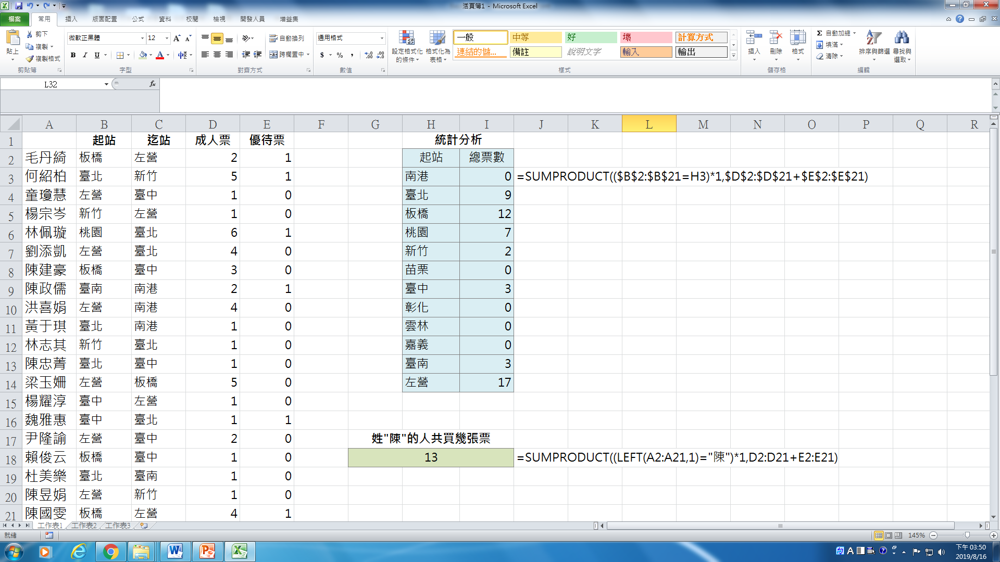 活頁簿1 - Microsoft Excel
檔案 常用 插入 版面配置 公式 資料 校閱 檢視 開發人員 增益集
貼上 剪下 複製 複製格式 剪貼簿
微軟正黑體 12 B I U 字型
自動換列 跨欄置中 對齊方式
通用格式 $ % , 數值
設定格式化的條件 格式化為表格
一般 中等 好 壞 計算方式
連結的儲... 備註 說明文字 輸入 輸出
樣式
插入 刪除 格式 儲存格
Σ 自動加總 填滿 清除 排序與篩選 尋找與選取 編輯
L32 fx
A B C D E F G H I J K L M N O P Q R
1 起站 迄站 成人票 優待票 統計分析
2 毛丹綺 板橋 左營 2 1 起站 總票數
3 何紹柏 臺北 新竹 5 1 南港 0 =SUMPRODUCT(($B$2:$B$21=H3)*1,$D$2:$D$21+$E$2:$E$21)
4 童瓊慧 左營 臺中 1 0 臺北 9
5 楊宗岑 新竹 左營 1 0 板橋 12
6 林佩璇 桃園 臺北 6 1 桃園 7
7 劉添凱 左營 臺北 4 0 新竹 2
8 陳建豪 板橋 臺中 3 0 苗栗 0
9 陳政儒 臺南 南港 2 1 臺中 3
10 洪喜娟 左營 南港 4 0 彰化 0
11 黃于琪 臺北 南港 1 0 雲林 0
12 林志其 新竹 臺北 1 0 嘉義 0
13 陳忠菁 臺北 臺中 1 0 臺南 3
14 梁玉姍 左營 板橋 5 0 左營 17
15 楊耀淳 臺中 左營 1 0
16 魏雅惠 臺中 臺北 1 1
17 尹隆諭 左營 臺中 2 0 姓"陳"的人共買幾張票
18 賴俊云 板橋 臺中 1 0 13 =SUMPRODUCT((LEFT(A2:A21,1)="陳")*1,D2:D21+E2:E21)
19 杜美樂 臺北 臺南 1 0
20 陳昱娟 左營 新竹 1 0
21 陳國雯 板橋 左營 4 1
工作表1 工作表2 工作表3
就緒 145%
下午 03:50
2019/8/16